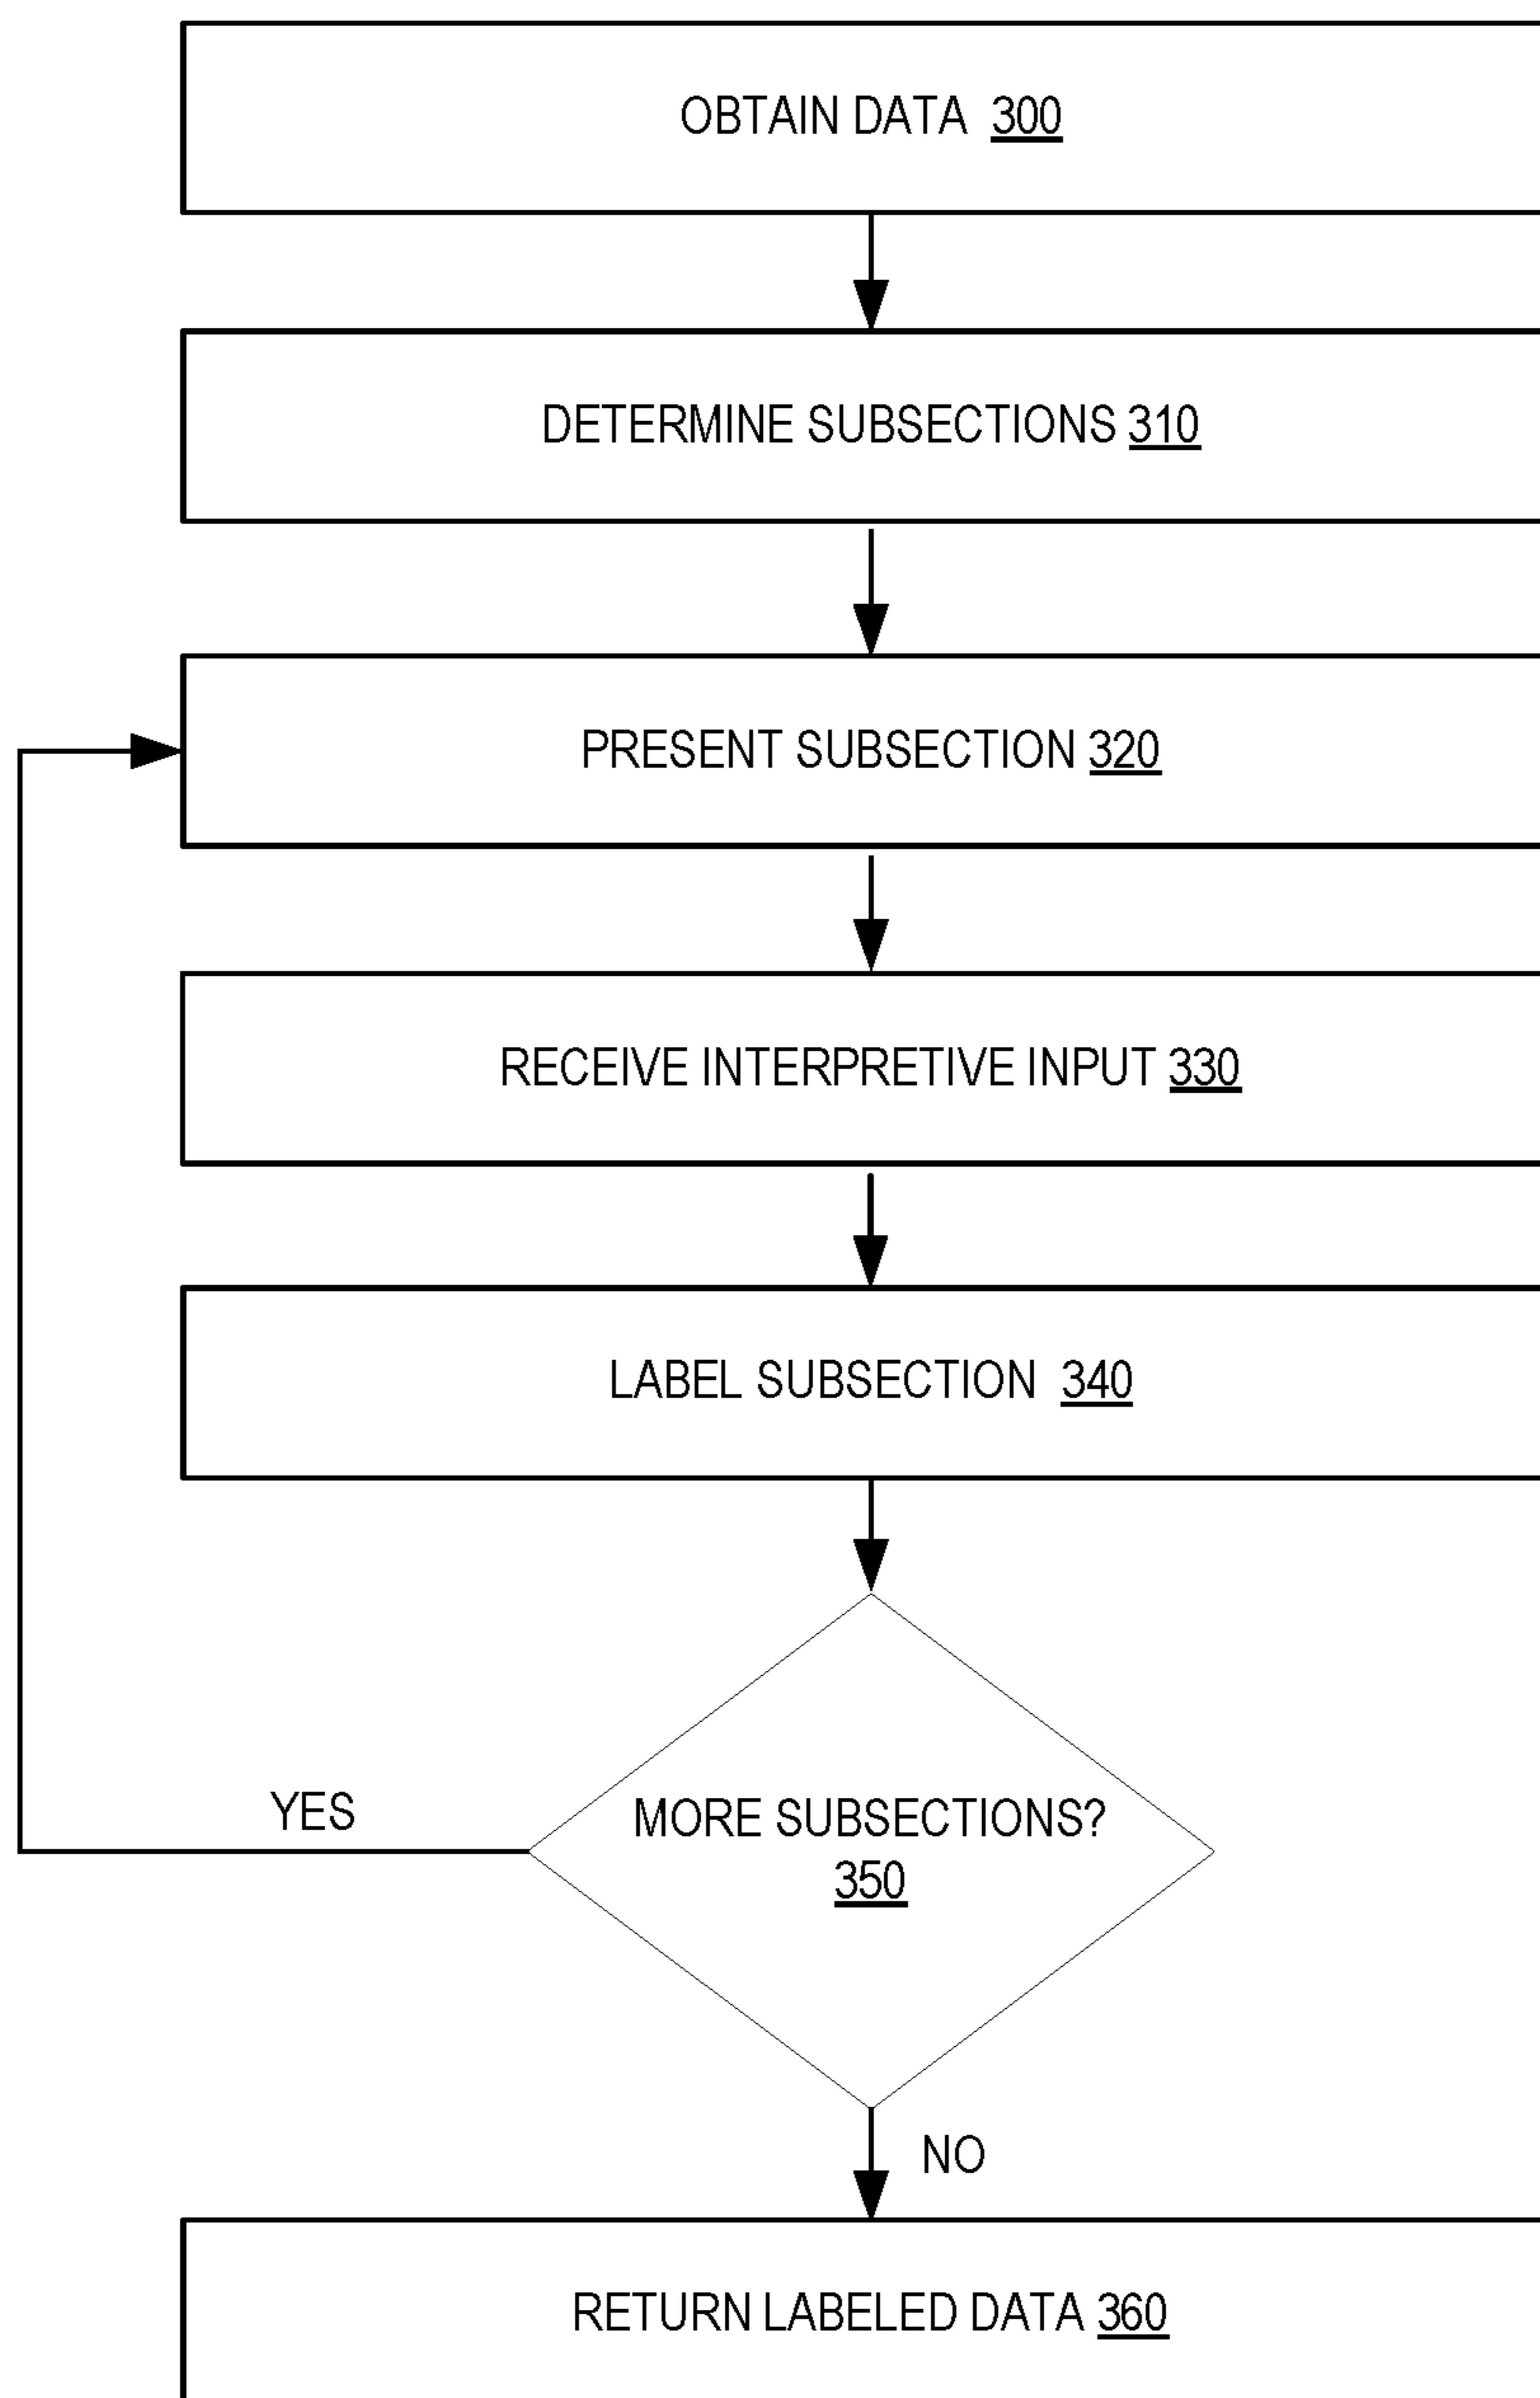 OBTAIN DATA 300
DETERMINE SUBSECTIONS 310
PRESENT SUBSECTION 320
RECEIVE INTERPRETIVE INPUT 330
LABEL SUBSECTION 340
MORE SUBSECTIONS?
350
YES
NO
RETURN LABELED DATA 360